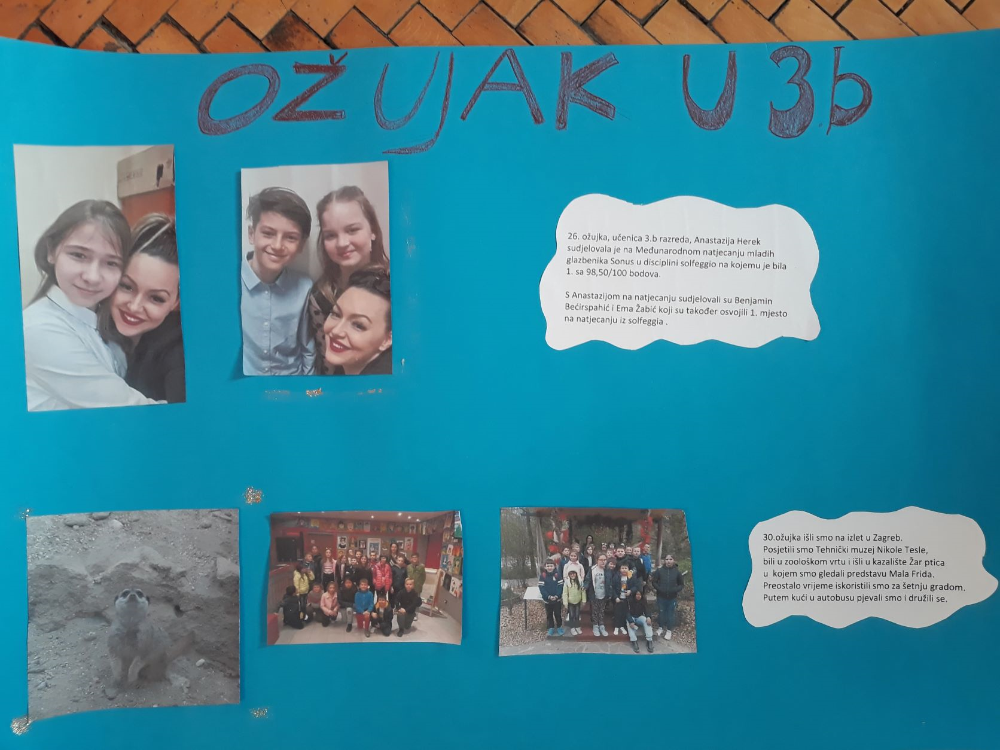 OŽUJAK U 3.b
26. ožujka, učenica 3.b razreda, Anastazija Herek
sudjelovala je na Međunarodnom natjecanju mladih
glazbenika Sonus u disciplini solfeggio na kojemu je bila
1. sa 98,50/100 bodova.
S Anastazijom na natjecanju sudjelovali su Benjamin
Bećirspahić i Ema Žabić koji su također osvojili 1. mjesto
na natjecanju iz solfeggia .
30.ožujka išli smo na izlet u Zagreb.
Posjetili smo Tehnički muzej Nikole Tesle,
bili u zoološkom vrtu i išli u kazalište Žar ptica
u kojem smo gledali predstavu Mala Frida.
Preostalo vrijeme iskoristili smo za šetnju gradom.
Putem kući u autobusu pjevali smo i družili se.